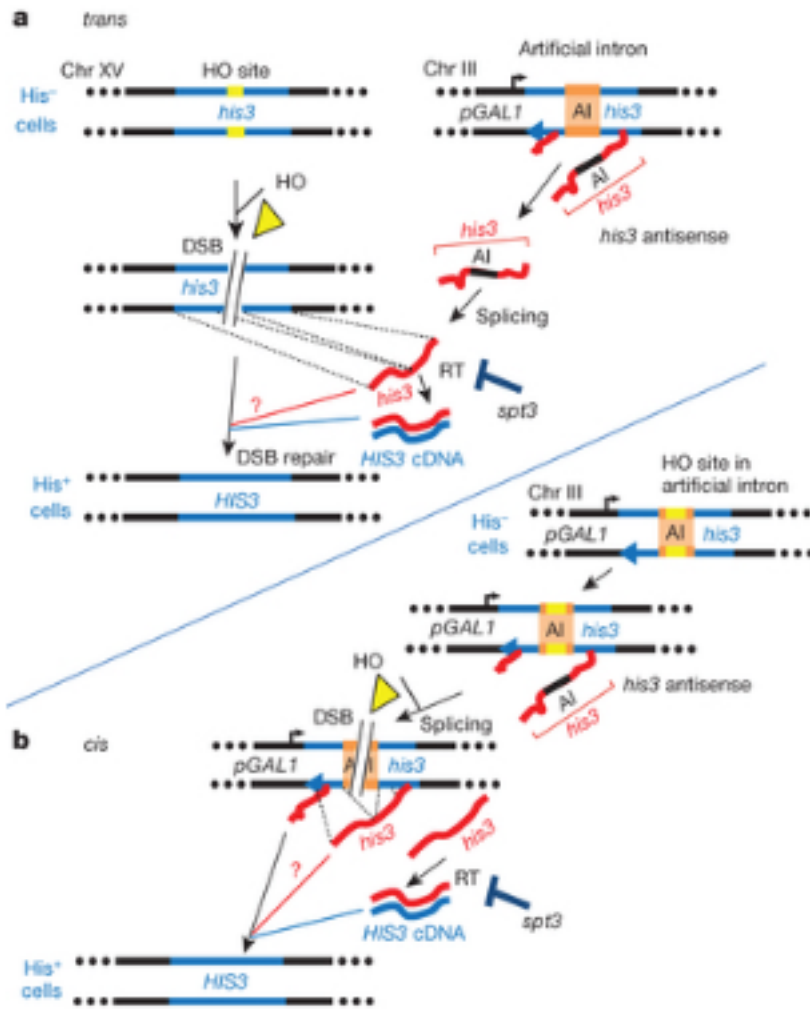 a trans
Chr XV HO site
His⁻ cells
his3
Artificial intron
Chr III
pGAL1 AI his3
AI
his3
his3 antisense
HO
DSB
his3
his3
AI
Splicing
RT
his3
spt3
?
HIS3 cDNA
DSB repair
His⁺ cells
HIS3
HO site in
artificial intron
Chr III
His⁻ cells
pGAL1 AI his3
pGAL1 AI his3
AI
his3
his3 antisense
HO
DSB
Splicing
b cis
pGAL1 A I his3
his3
his3
?
RT
spt3
HIS3 cDNA
His⁺ cells
HIS3